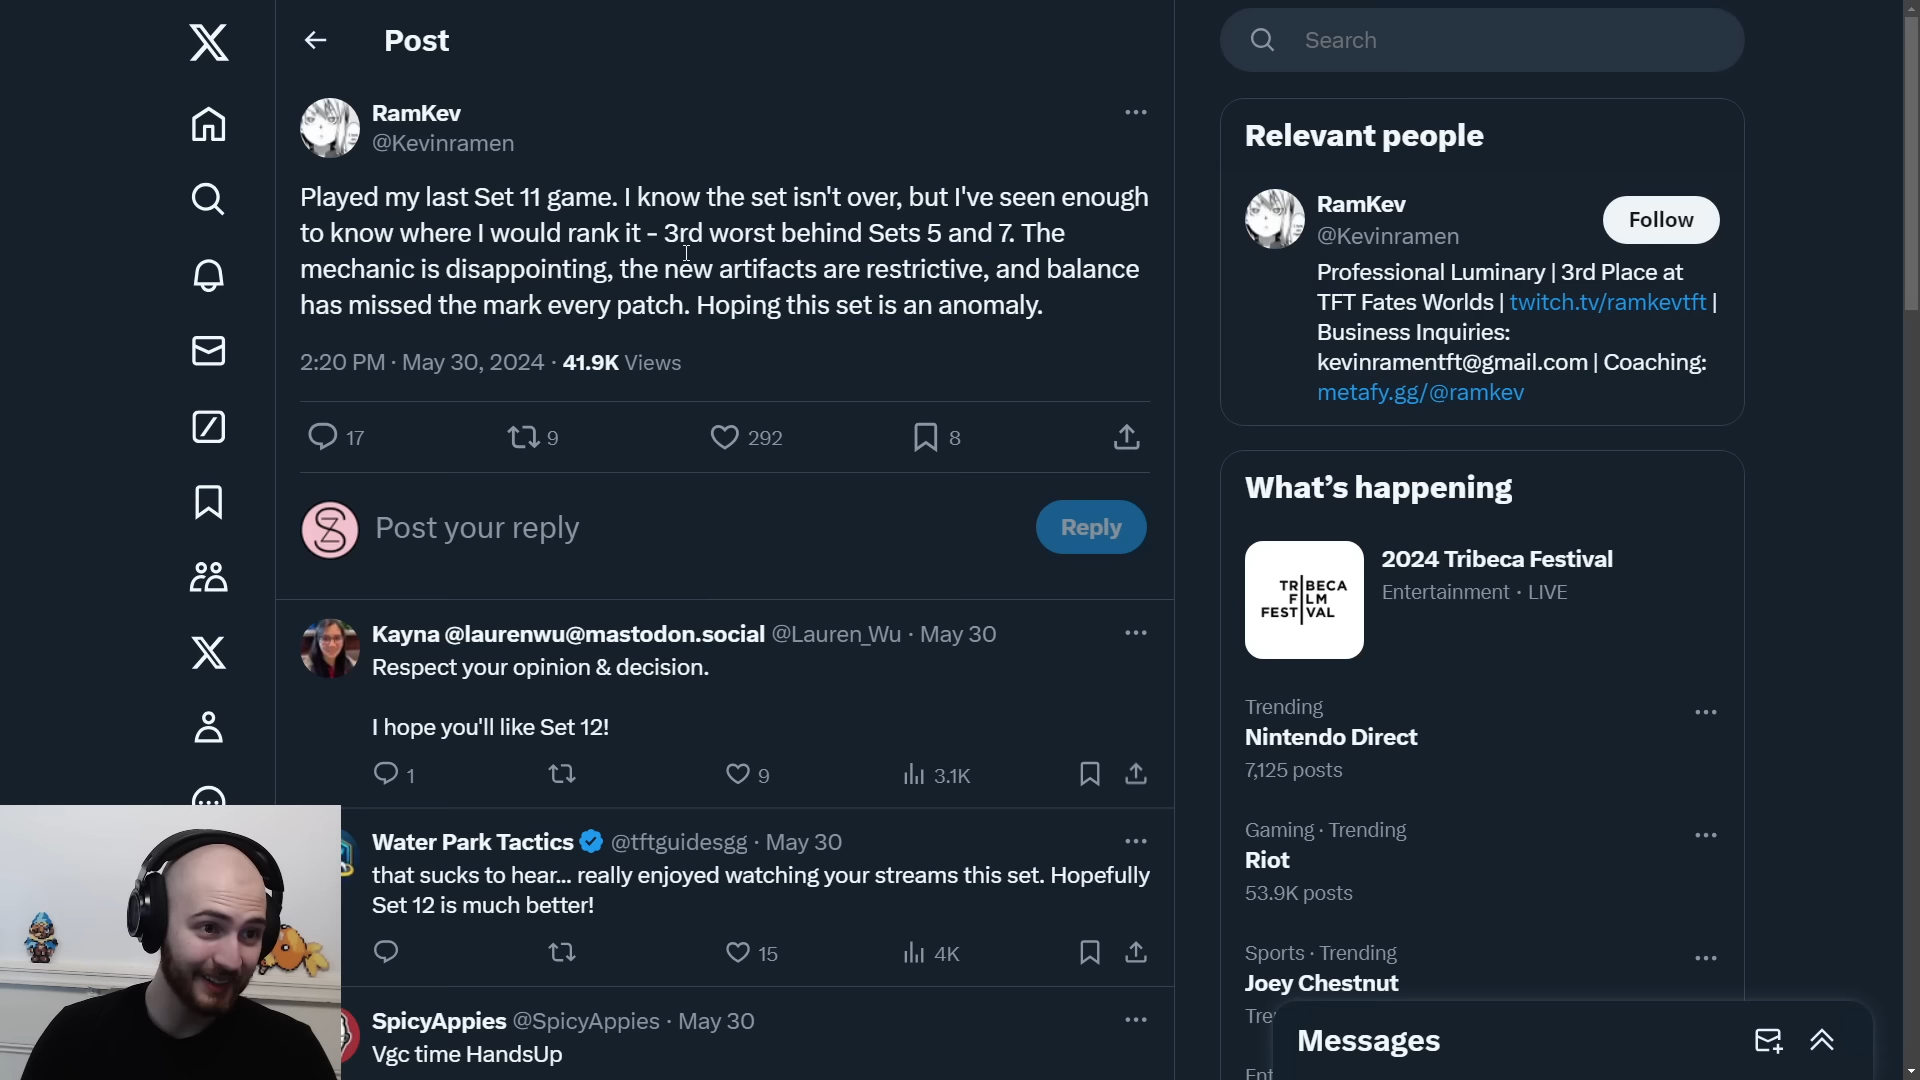 Post
RamKev
@Kevinramen
Played my last Set 11 game. I know the set isn't over, but I've seen enough
to know where I would rank it - 3rd worst behind Sets 5 and 7. The
mechanic is disappointing, the new artifacts are restrictive, and balance
has missed the mark every patch. Hoping this set is an anomaly.
2:20 PM · May 30, 2024 · 41.9K Views
17 9 292 8
Post your reply
Reply
Kayna @laurenwu@mastodon.social @Lauren_Wu · May 30
Respect your opinion & decision.
I hope you'll like Set 12!
1 9 3.1K
Water Park Tactics @tftguidesgg · May 30
that sucks to hear... really enjoyed watching your streams this set. Hopefully
Set 12 is much better!
15 4K
SpicyAppies @SpicyAppies · May 30
Vgc time HandsUp
Search
Relevant people
RamKev
@Kevinramen
Follow
Professional Luminary | 3rd Place at
TFT Fates Worlds | twitch.tv/ramkevtft |
Business Inquiries:
kevinramentft@gmail.com | Coaching:
metafy.gg/@ramkev
What's happening
TR|BECA
F|LM
FEST|VAL
2024 Tribeca Festival
Entertainment · LIVE
Trending
Nintendo Direct
7,125 posts
Gaming · Trending
Riot
53.9K posts
Sports · Trending
Joey Chestnut
Messages